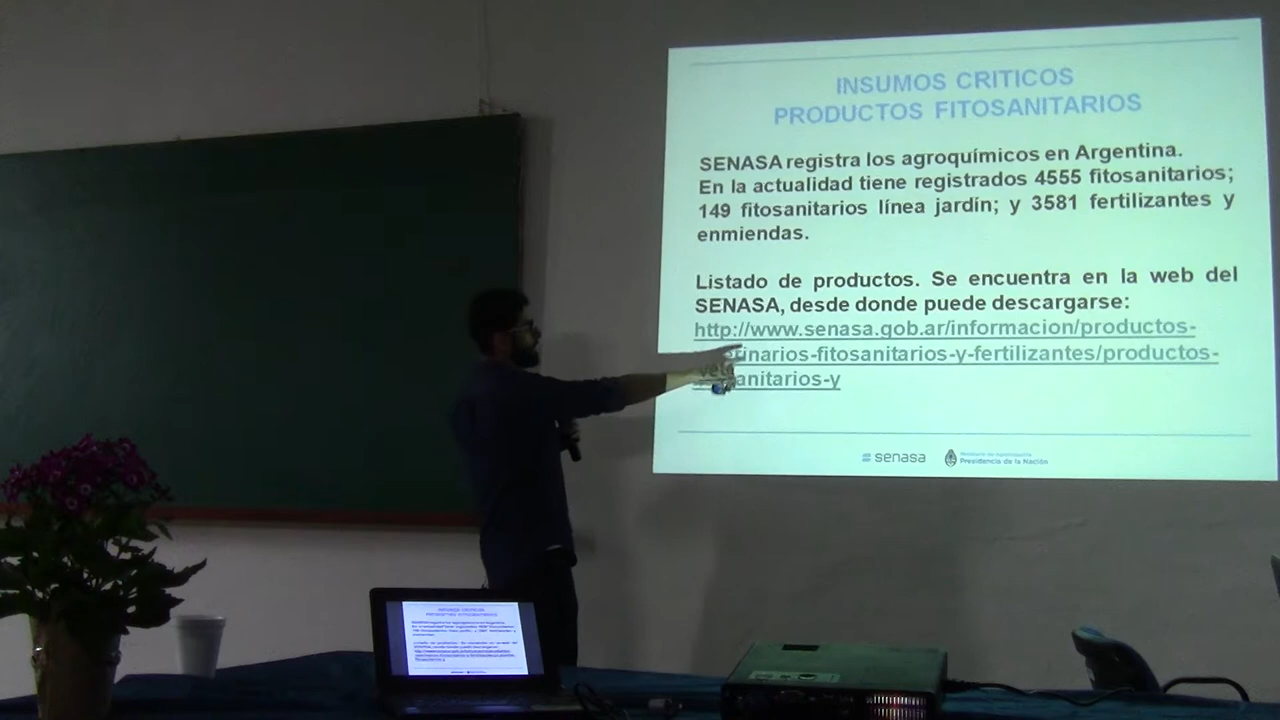 INSUMOS CRITICOS
PRODUCTOS FITOSANITARIOS
SENASA registra los agroquímicos en Argentina.
En la actualidad tiene registrados 4555 fitosanitarios;
149 fitosanitarios línea jardín; y 3581 fertilizantes y
enmiendas.
Listado de productos. Se encuentra en la web del
SENASA, desde donde puede descargarse:
http://www.senasa.gob.ar/informacion/productos-
veterinarios-fitosanitarios-y-fertilizantes/productos-
anitarios-y
senasa
Presidencia de la Nación